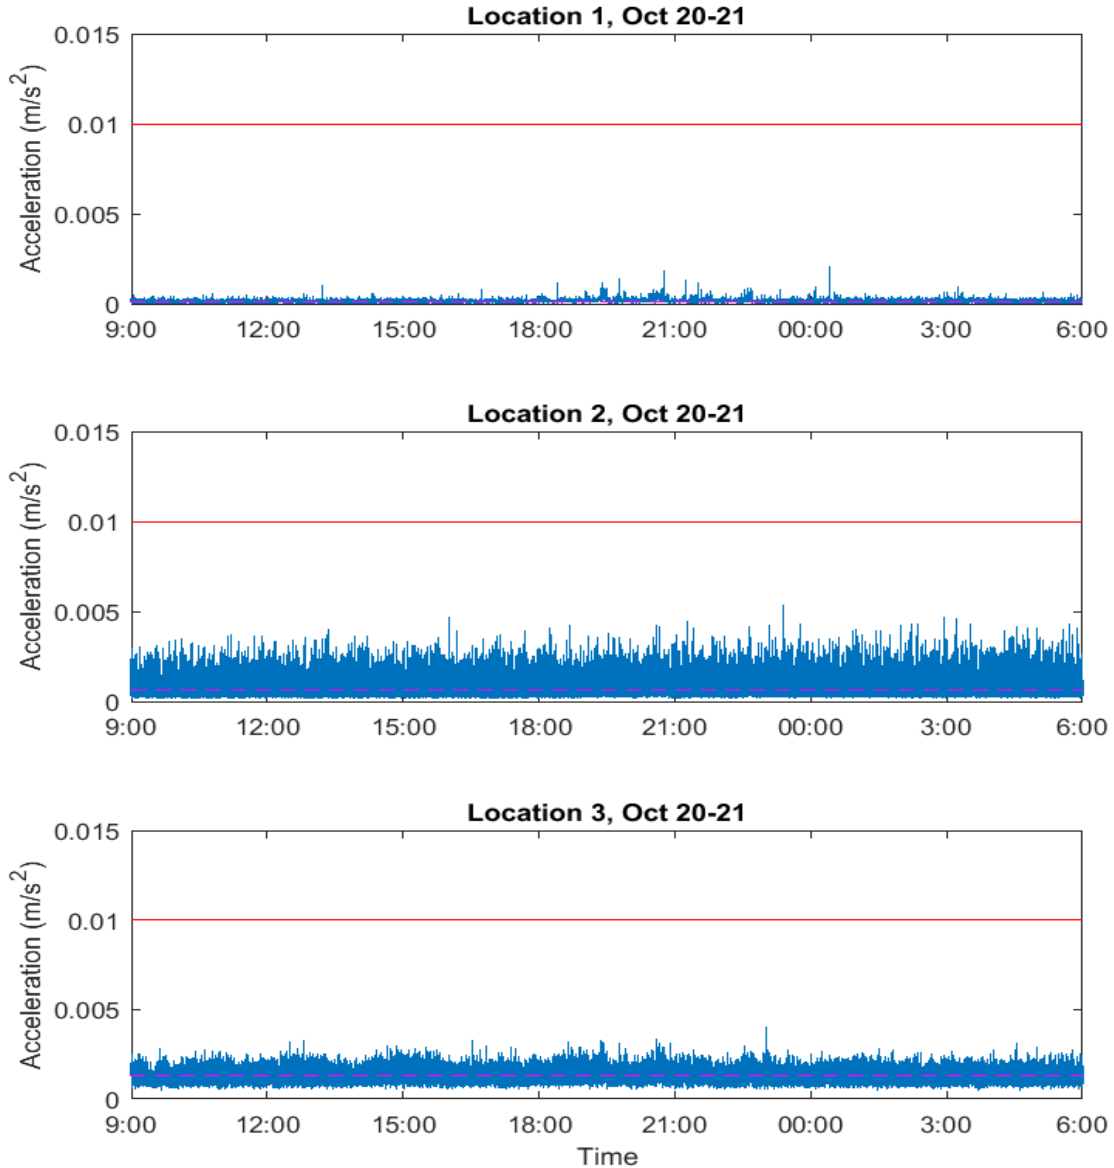 Location 1, Oct 20-21
Acceleration (m/s²)
0.015
0.01
0.005
0
9:00 12:00 15:00 18:00 21:00 00:00 3:00 6:00
Location 2, Oct 20-21
Acceleration (m/s²)
0.015
0.01
0.005
0
9:00 12:00 15:00 18:00 21:00 00:00 3:00 6:00
Location 3, Oct 20-21
Acceleration (m/s²)
0.015
0.01
0.005
0
9:00 12:00 15:00 18:00 21:00 00:00 3:00 6:00
Time